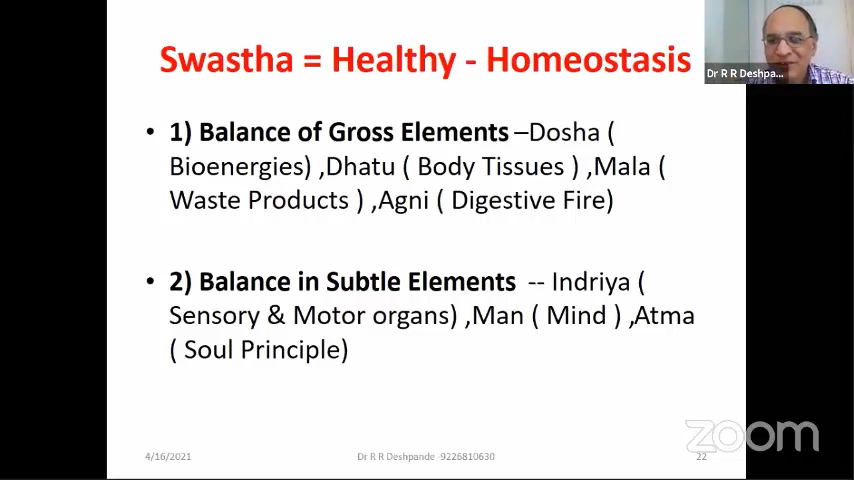 Swastha = Healthy - Homeostasis
Dr R R Deshpa...
• 1) Balance of Gross Elements –Dosha (
Bioenergies) ,Dhatu ( Body Tissues ) ,Mala (
Waste Products ) ,Agni ( Digestive Fire)
• 2) Balance in Subtle Elements -- Indriya (
Sensory & Motor organs) ,Man ( Mind ) ,Atma
( Soul Principle)
zoom
4/16/2021
Dr R R Deshpande -9226810630
22